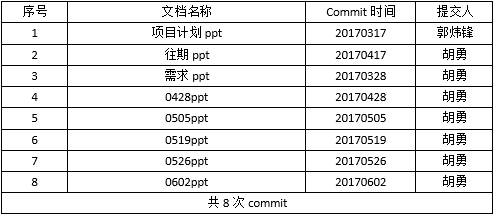 序号 文档名称 Commit 时间 提交人
1 项目计划 ppt 20170317 郭炜锋
2 往期 ppt 20170417 胡勇
3 需求 ppt 20170328 胡勇
4 0428ppt 20170428 胡勇
5 0505ppt 20170505 胡勇
6 0519ppt 20170519 胡勇
7 0526ppt 20170526 胡勇
8 0602ppt 20170602 胡勇
共 8 次 commit